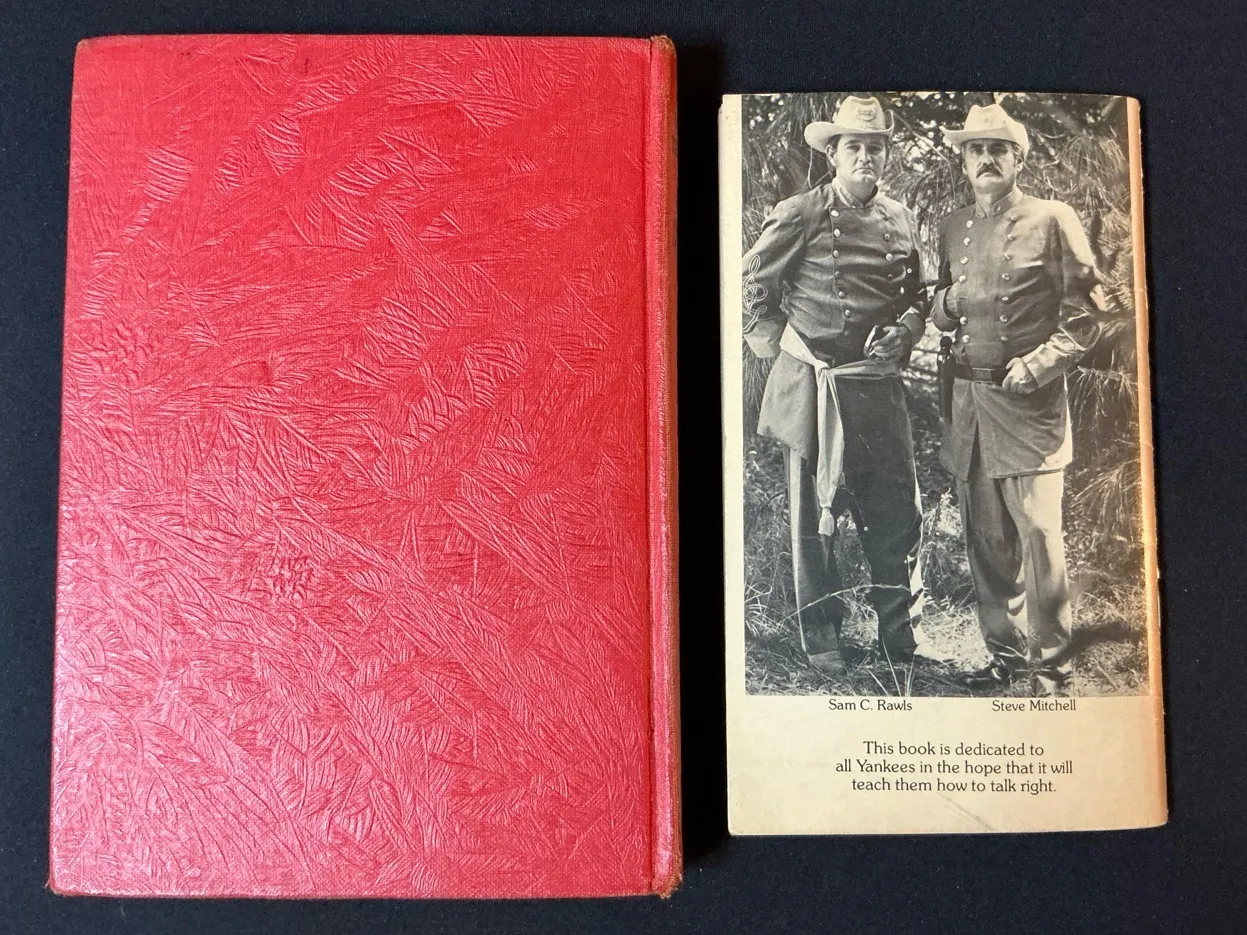 Sam C. Rawls
Steve Mitchell
This book is dedicated to
all Yankees in the hope that it will
teach them how to talk right.